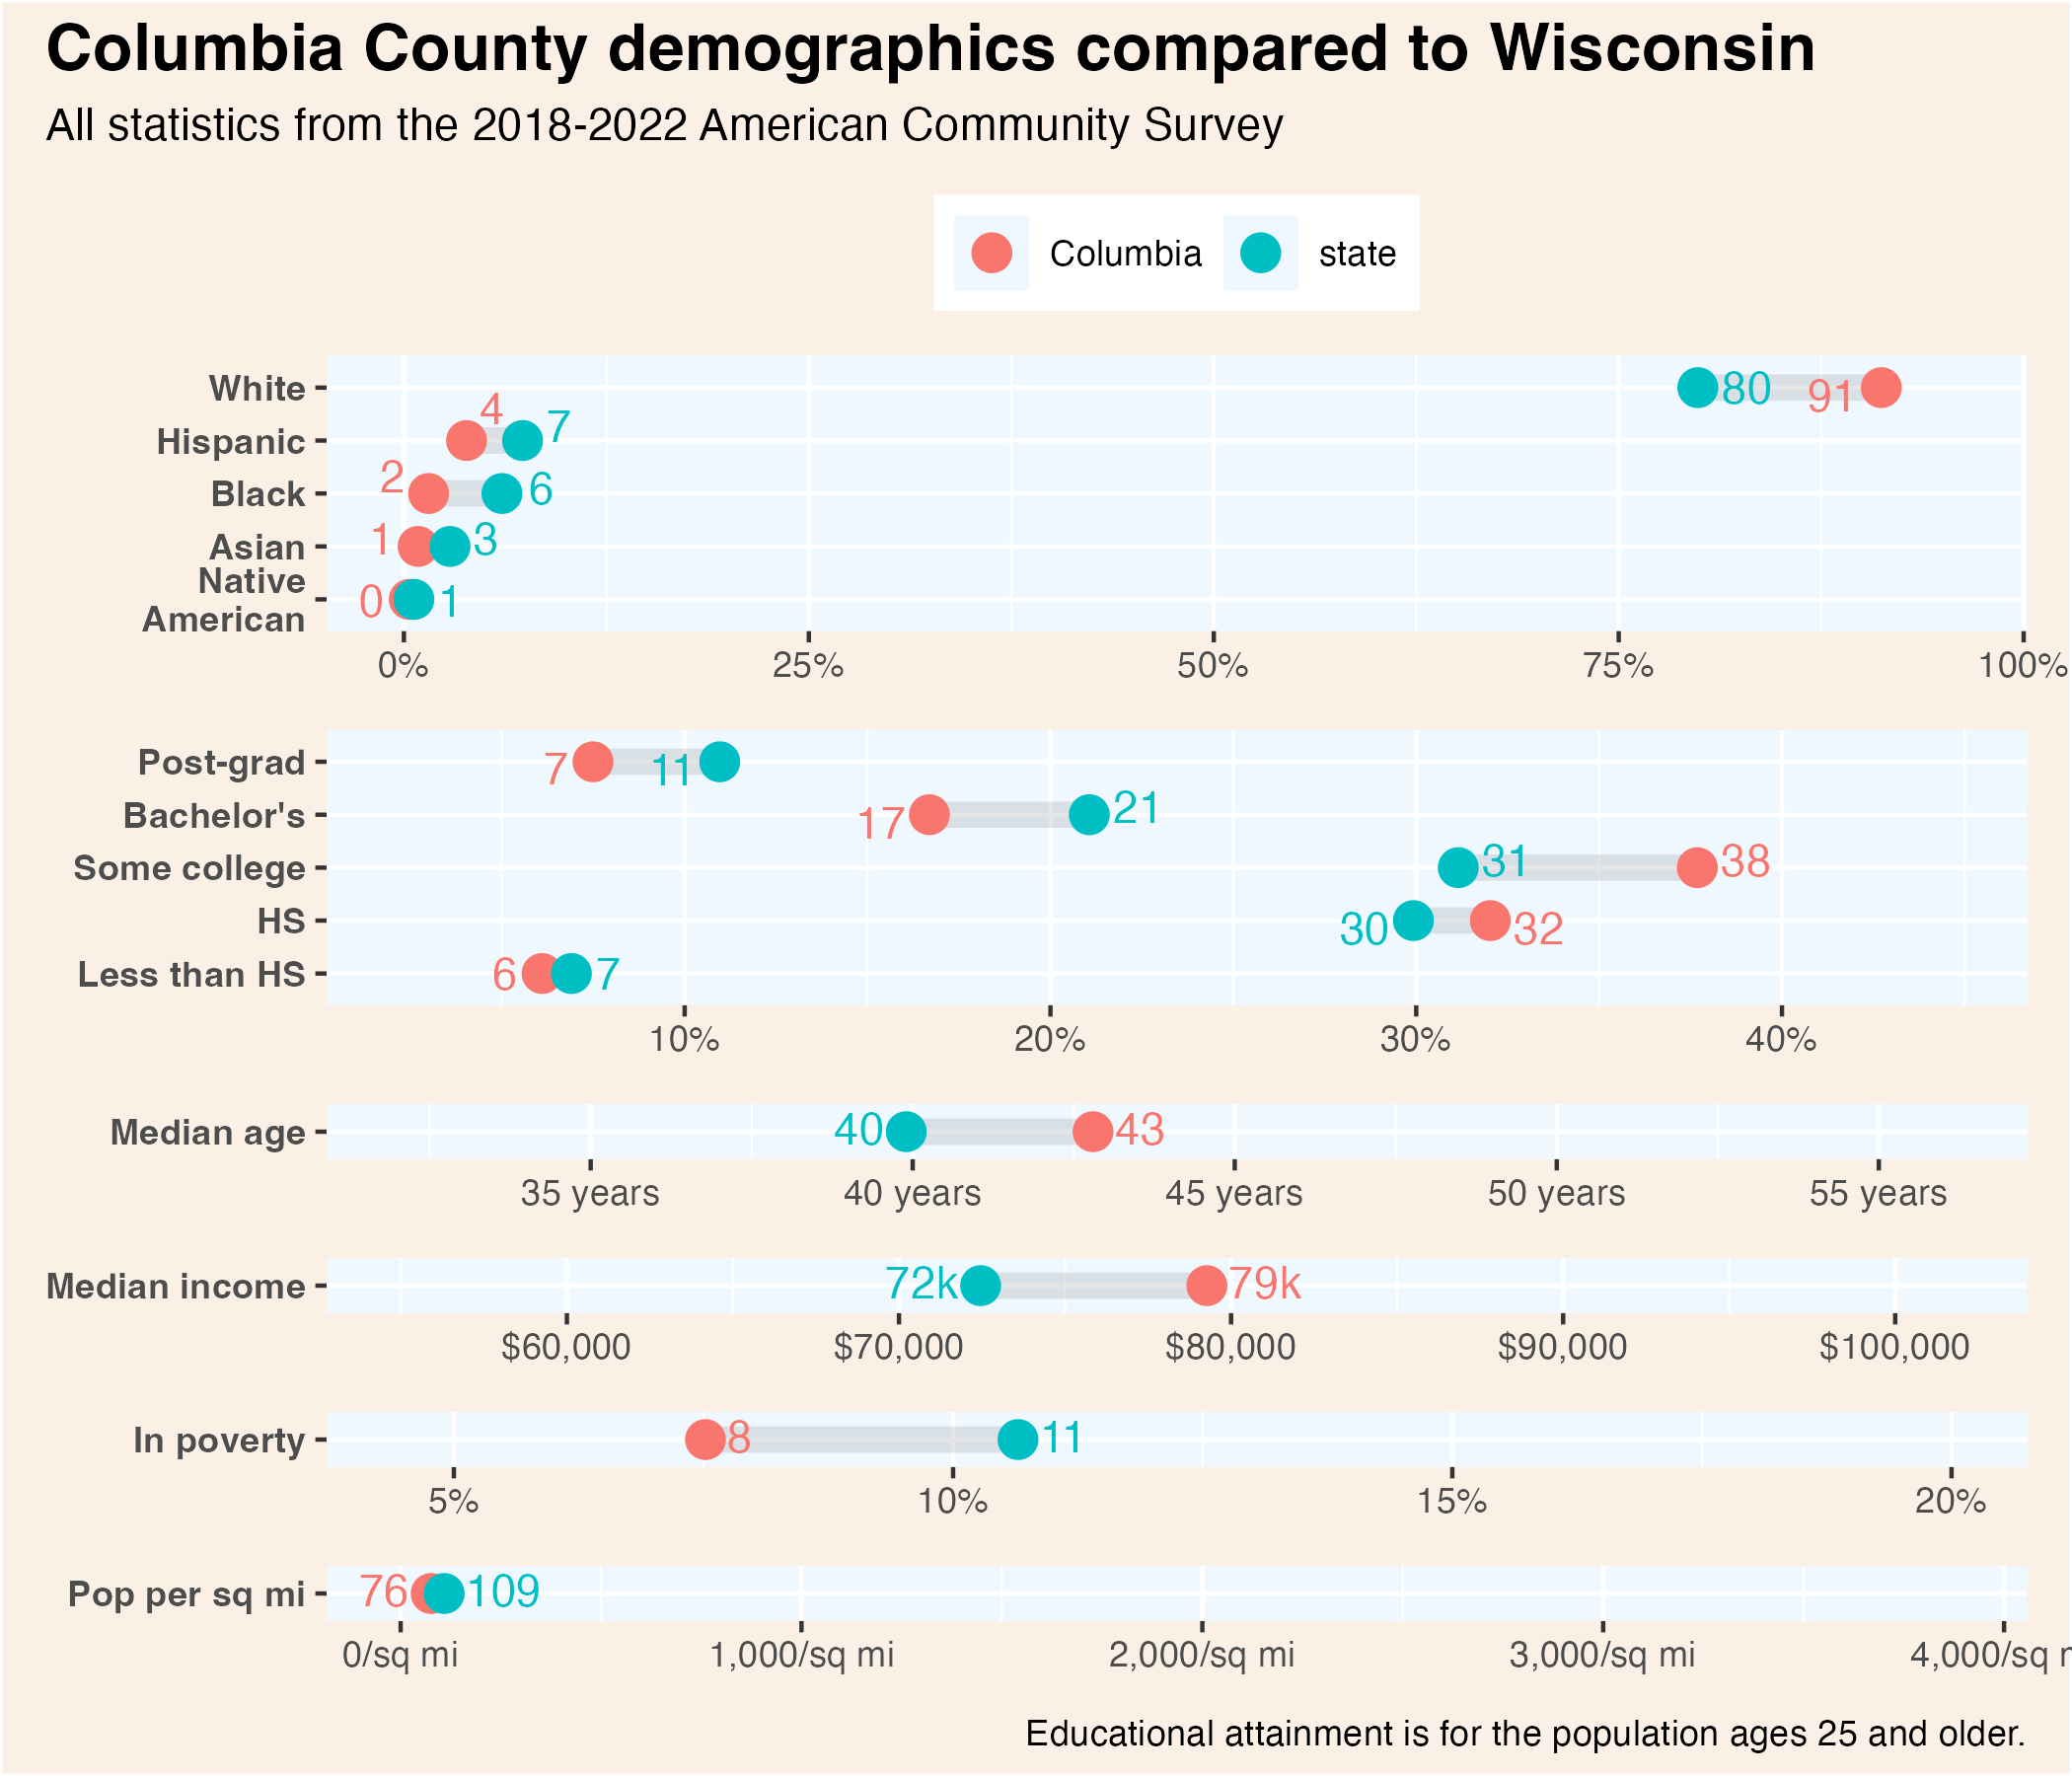 Columbia County demographics compared to Wisconsin
All statistics from the 2018-2022 American Community Survey
Columbia state
White 80 91
Hispanic 4 7
Black 2 6
Asian 1 3
Native
American 0 1
0% 25% 50% 75% 100%
Post-grad 7 11
Bachelor's 17 21
Some college 31 38
HS 30 32
Less than HS 6 7
10% 20% 30% 40%
Median age 40 43
35 years 40 years 45 years 50 years 55 years
Median income 72k 79k
$60,000 $70,000 $80,000 $90,000 $100,000
In poverty 8 11
5% 10% 15% 20%
Pop per sq mi 76 109
0/sq mi 1,000/sq mi 2,000/sq mi 3,000/sq mi 4,000/sq
Educational attainment is for the population ages 25 and older.